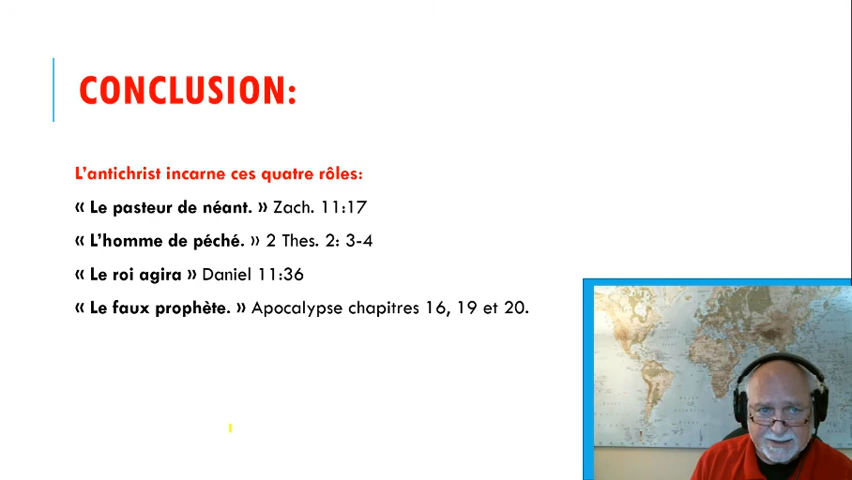 CONCLUSION:
L'antichrist incarne ces quatre rôles:
« Le pasteur de néant. » Zach. 11:17
« L'homme de péché. » 2 Thes. 2: 3-4
« Le roi agira » Daniel 11:36
« Le faux prophète. » Apocalypse chapitres 16, 19 et 20.